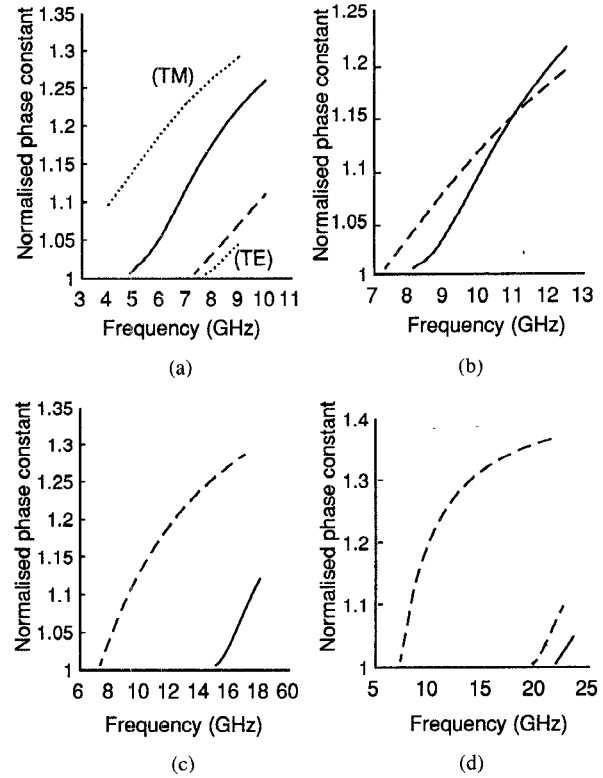 Normalised phase constant
1.35
1.3
1.25
1.2
1.15
1.1
1.05
1
(TM)
(TE)
3 4 5 6 7 8 9 10 11
Frequency (GHz)
(a)
Normalised phase constant
1.25
1.2
1.15
1.1
1.05
1
7 8 9 10 11 12 13
Frequency (GHz)
(b)
Normalised phase constant
1.35
1.3
1.25
1.2
1.15
1.1
1.05
1
6 8 10 12 14 16 18 60
Frequency (GHz)
(c)
Normalised phase constant
1.4
1.3
1.2
1.1
1
5 10 15 20 25
Frequency (GHz)
(d)